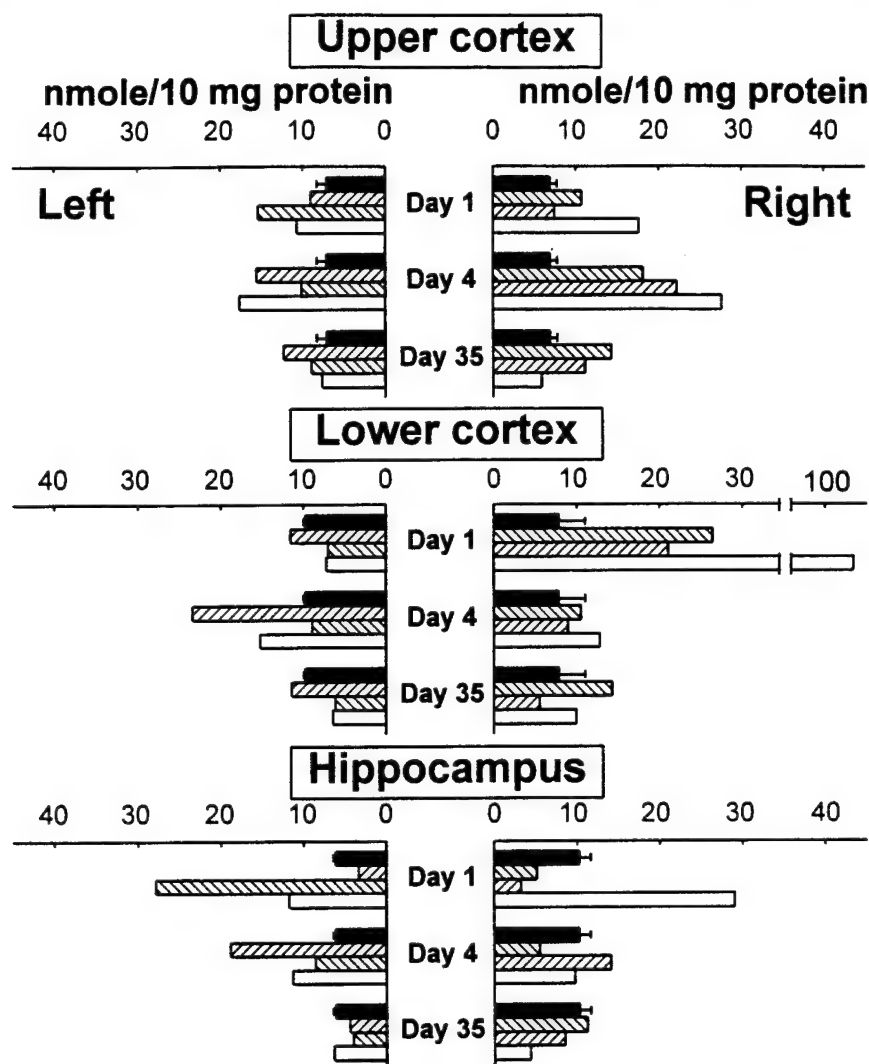 Upper cortex
nmole/10 mg protein nmole/10 mg protein
40 30 20 10 0 0 10 20 30 40
Left Day 1 Right
Day 4
Day 35
Lower cortex
40 30 20 10 0 0 10 20 30 100
Day 1
Day 4
Day 35
Hippocampus
40 30 20 10 0 0 10 20 30 40
Day 1
Day 4
Day 35